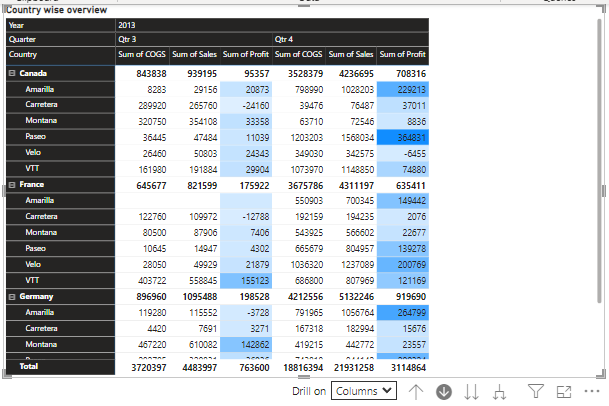 Country wise overview
Year 2013
Quarter Qtr 3 Qtr 4
Country Sum of COGS Sum of Sales Sum of Profit Sum of COGS Sum of Sales Sum of Profit
Canada 843838 939195 95357 3528379 4236695 708316
Amarilla 8283 29156 20873 798990 1028203 229213
Carretera 289920 265760 -24160 39476 76487 37011
Montana 320750 354108 33358 63710 72546 8836
Paseo 36445 47484 11039 1203203 1568034 364831
Velo 26460 50803 24343 349030 342575 -6455
VTT 161980 191884 29904 1073970 1148850 74880
France 645677 821599 175922 3675786 4311197 635411
Amarilla 550903 700345 149442
Carretera 122760 109972 -12788 192159 194235 2076
Montana 80500 87906 7406 543925 566602 22677
Paseo 10645 14947 4302 665679 804957 139278
Velo 28050 49929 21879 1036320 1237089 200769
VTT 403722 558845 155123 686800 807969 121169
Germany 896960 1095488 198528 4212556 5132246 919690
Amarilla 119280 115552 -3728 791965 1056764 264799
Carretera 4420 7691 3271 167318 182994 15676
Montana 467220 610082 142862 419215 442772 23557
Total 3720397 4483997 763600 18816394 21931258 3114864
Drill on Columns